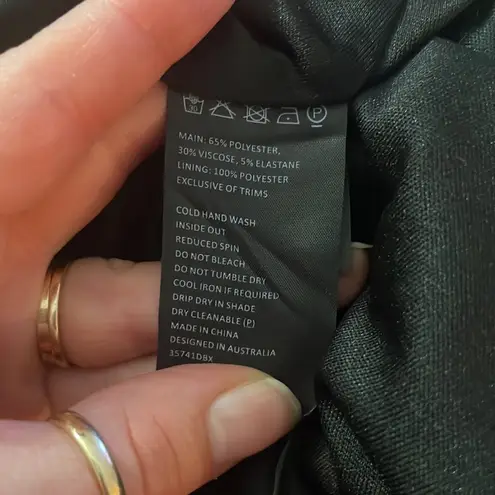 P
MAIN: 65% POLYESTER,
30% VISCOSE, 5% ELASTANE
LINING: 100% POLYESTER
EXCLUSIVE OF TRIMS
COLD HAND WASH
INSIDE OUT
REDUCED SPIN
DO NOT BLEACH
DO NOT TUMBLE DRY
COOL IRON IF REQUIRED
DRIP DRY IN SHADE
DRY CLEANABLE (P)
MADE IN CHINA
DESIGNED IN AUSTRALIA
35741DBX